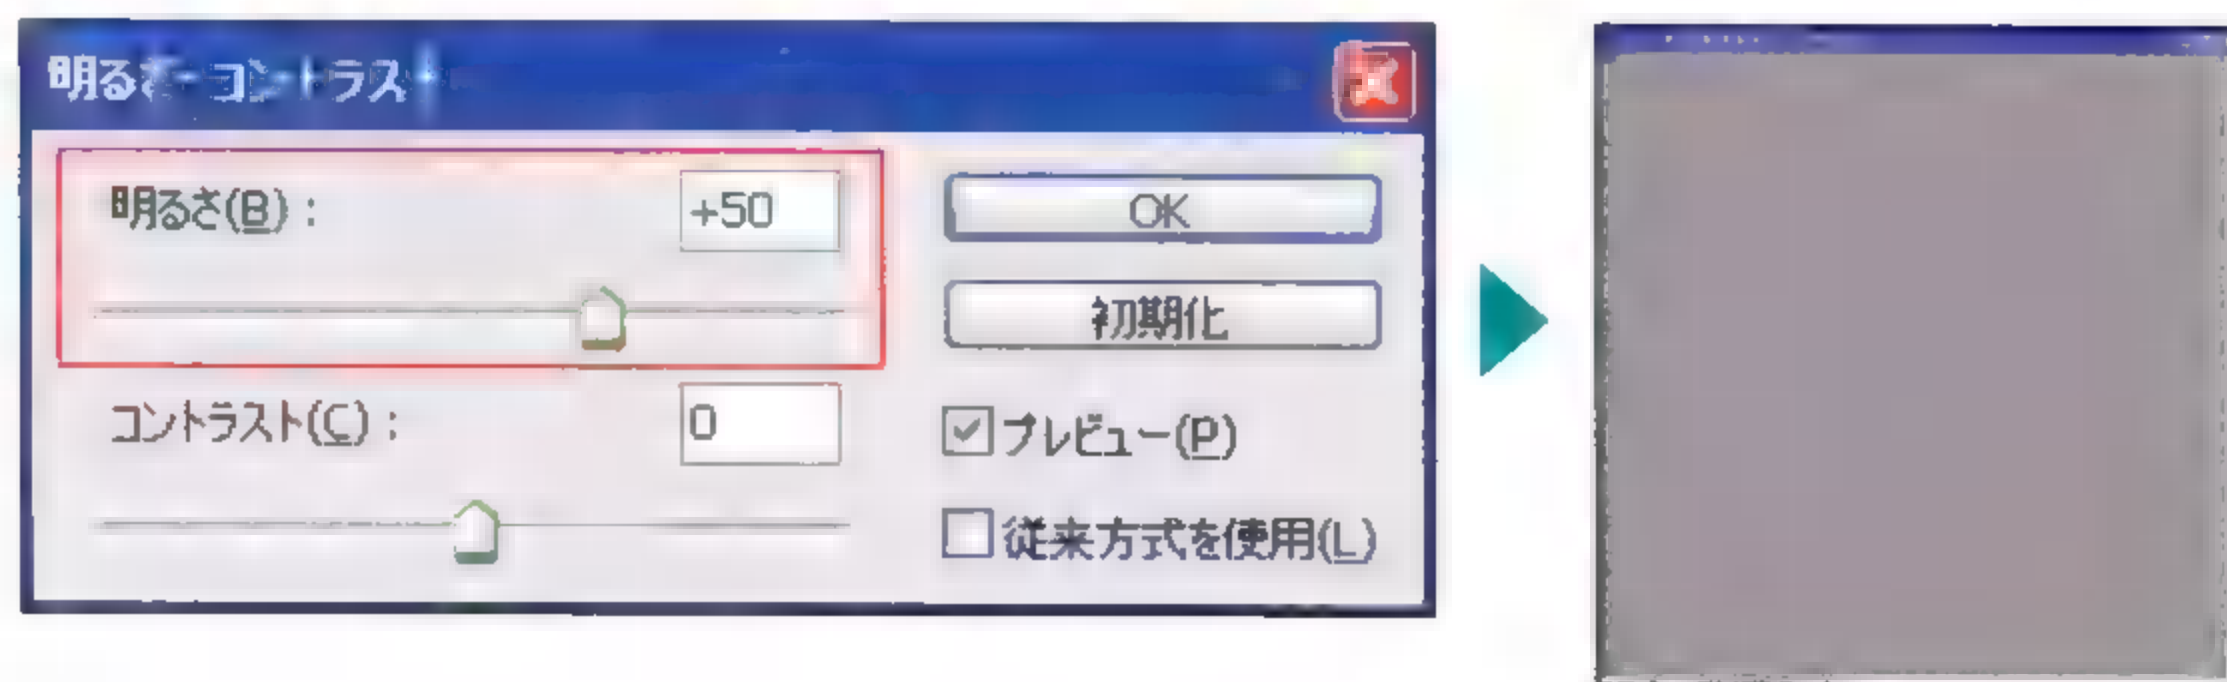 明るさ・コントラスト
明るさ(B): +50
コントラスト(C): 0
OK
初期化
プレビュー(P)
従来方式を使用(L)